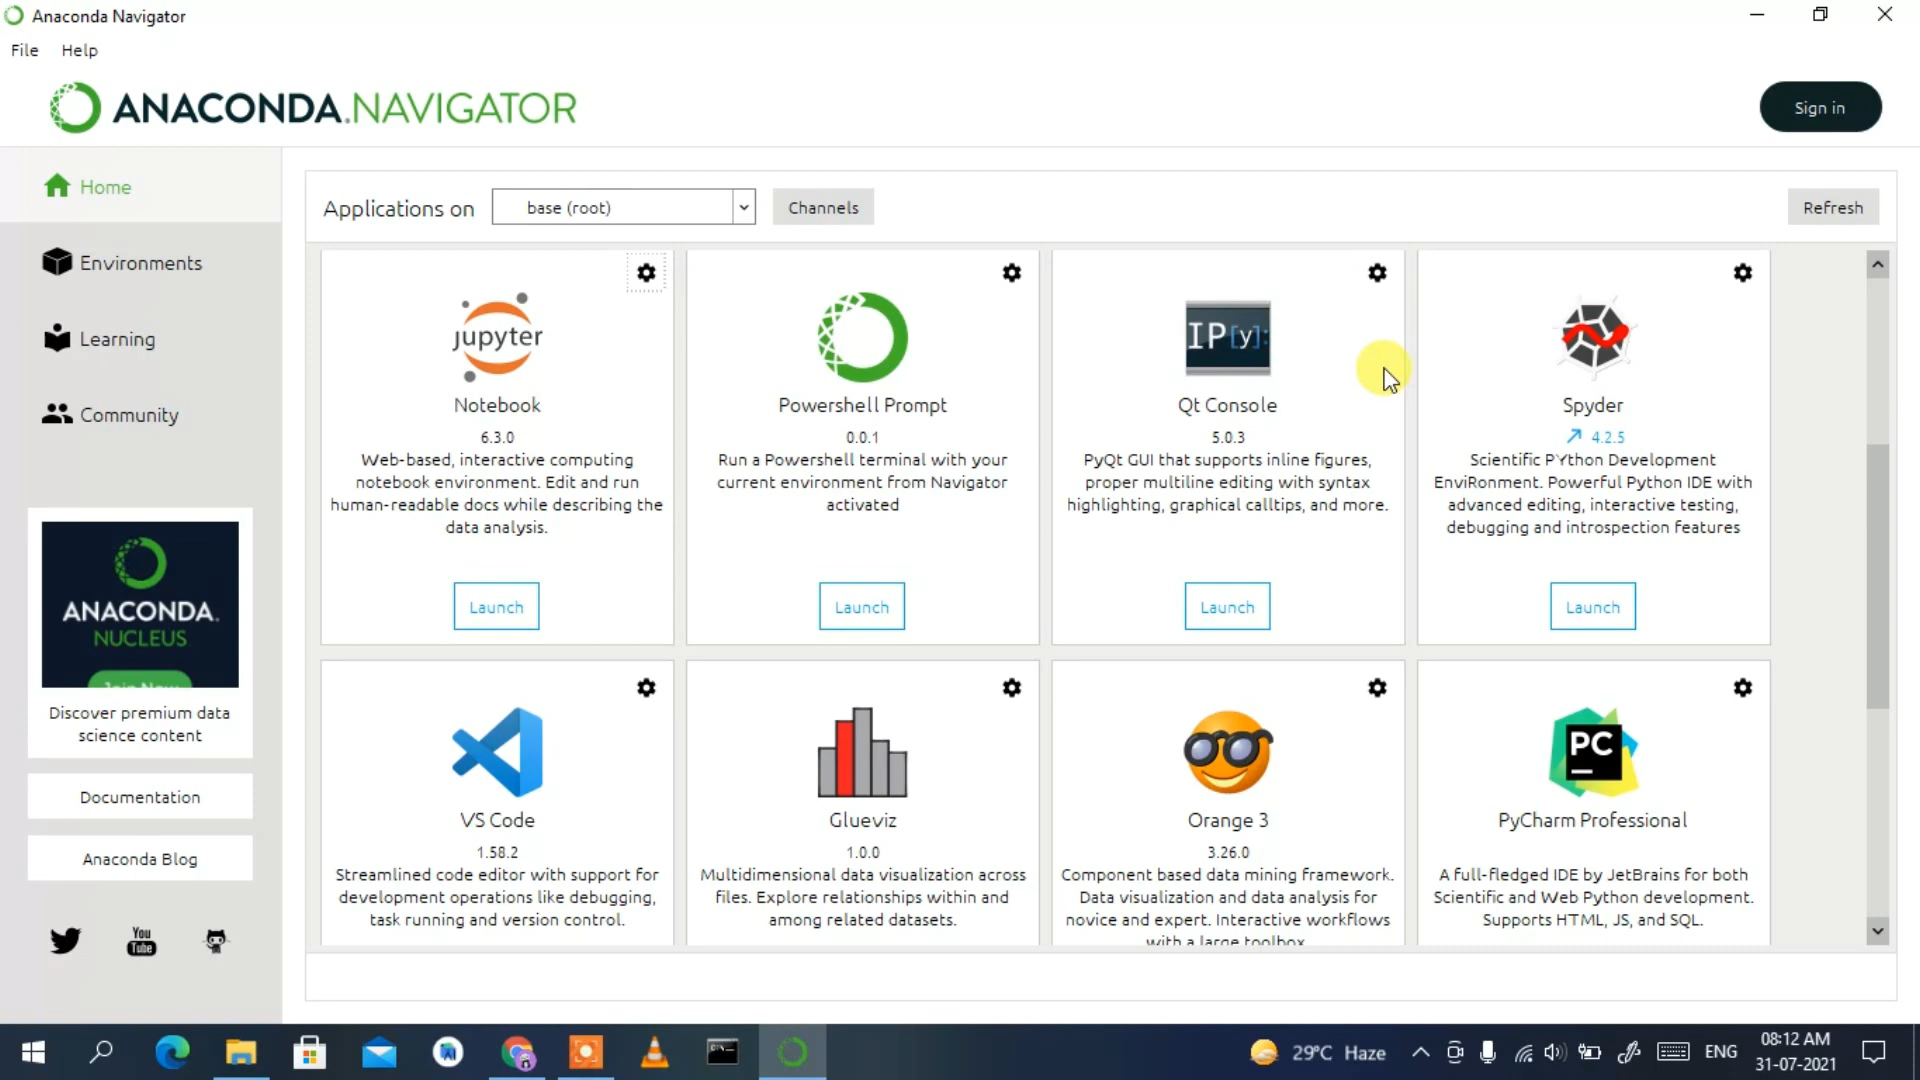 Anaconda Navigator
File Help
ANACONDA.NAVIGATOR
Sign in
Home
Environments
Learning
Community
Applications on base (root) Channels Refresh
jupyter
Notebook
6.3.0
Web-based, interactive computing
notebook environment. Edit and run
human-readable docs while describing the
data analysis.
Launch
Powershell Prompt
0.0.1
Run a Powershell terminal with your
current environment from Navigator
activated
Launch
IP[y]:
Qt Console
5.0.3
PyQt GUI that supports inline figures,
proper multiline editing with syntax
highlighting, graphical calltips, and more.
Launch
Spyder
4.2.5
Scientific PYthon Development
EnviRonment. Powerful Python IDE with
advanced editing, interactive testing,
debugging and introspection features
Launch
VS Code
1.58.2
Streamlined code editor with support for
development operations like debugging,
task running and version control.
Glueviz
1.0.0
Multidimensional data visualization across
files. Explore relationships within and
among related datasets.
Orange 3
3.26.0
Component based data mining framework.
Data visualization and data analysis for
novice and expert. Interactive workflows
with a large toolbox.
PC
PyCharm Professional
A full-fledged IDE by JetBrains for both
Scientific and Web Python development.
Supports HTML, JS, and SQL.
ANACONDA.
NUCLEUS
Join Now
Discover premium data
science content
Documentation
Anaconda Blog
You
Tube
29°C Haze
ENG
08:12 AM
31-07-2021